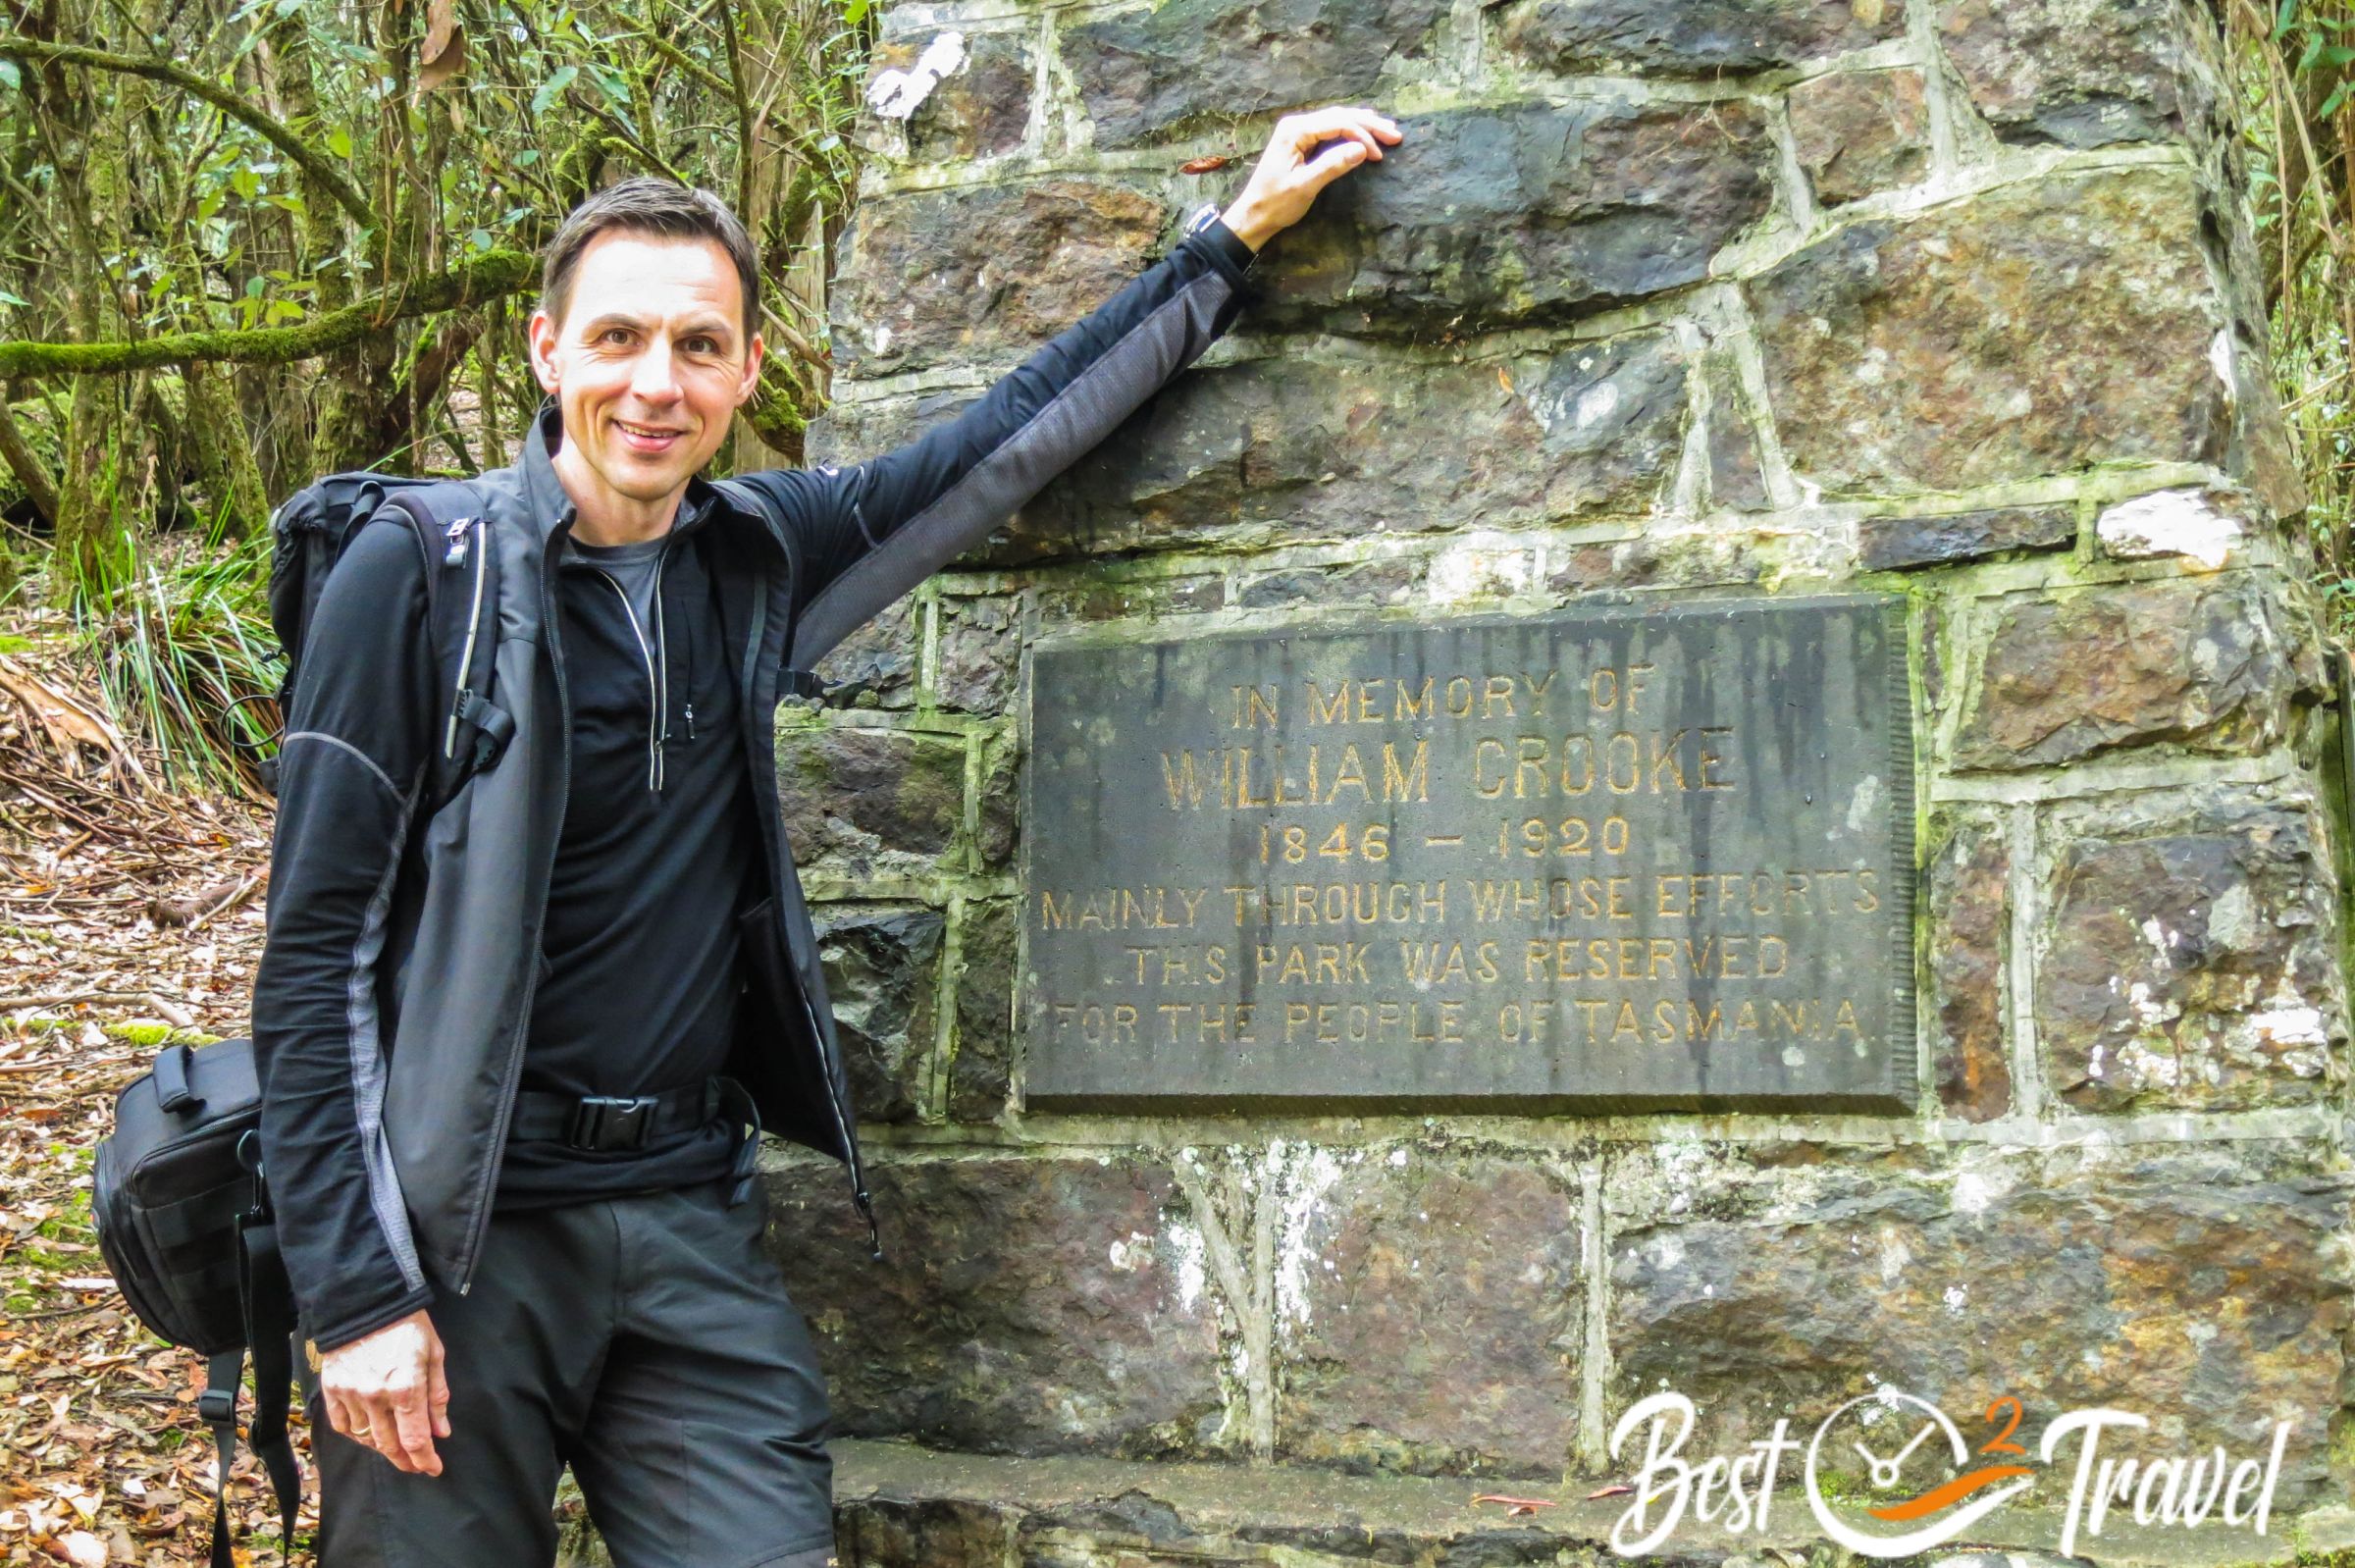 IN MEMORY OF
WILLIAM CROOKE
1846 – 1920
MAINLY THROUGH WHOSE EFFORTS
THIS PARK WAS RESERVED
FOR THE PEOPLE OF TASMANIA.
Best 2 Travel